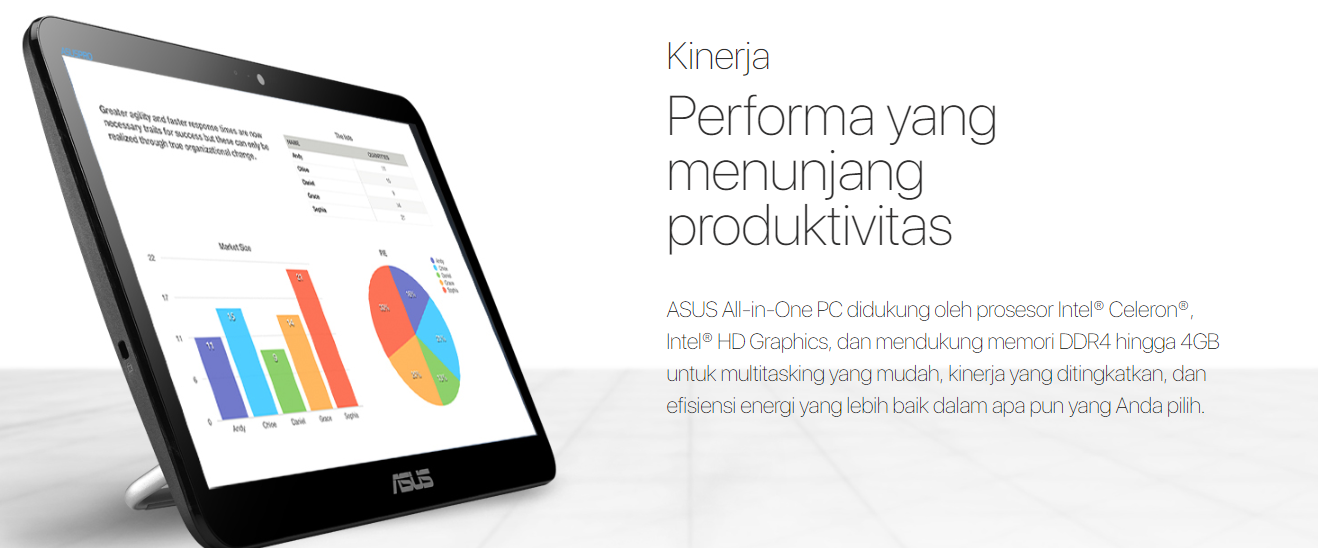 Kinerja
Performa yang
menunjang
produktivitas
ASUS All-in-One PC didukung oleh prosesor Intel® Celeron®,
Intel® HD Graphics, dan mendukung memori DDR4 hingga 4GB
untuk multitasking yang mudah, kinerja yang ditingkatkan, dan
efisiensi energi yang lebih baik dalam apa pun yang Anda pilih.
Greater agility and faster response times are now
necessary traits for success but these can only be
realized through true organizational change.
NAME QUANTITIES
Andy 11
Chloe 15
Daniel 9
Grace 14
Sophia 21
Market Size
22
17
11
6
0
11
15
9
14
21
Andy Chloe Daniel Grace Sophia
PIE
Andy
Chloe
Daniel
Grace
Sophia
ASUS